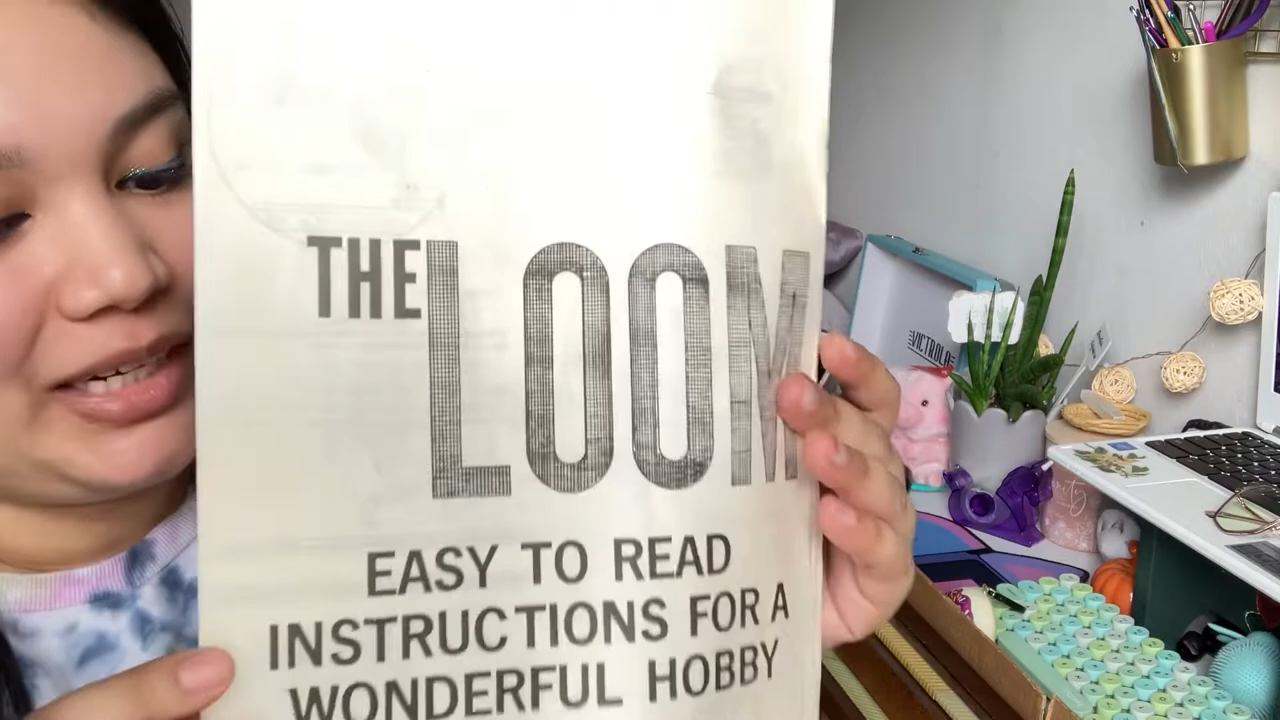 THE LOOM
EASY TO READ
INSTRUCTIONS FOR A
WONDERFUL HOBBY
VICTROLA